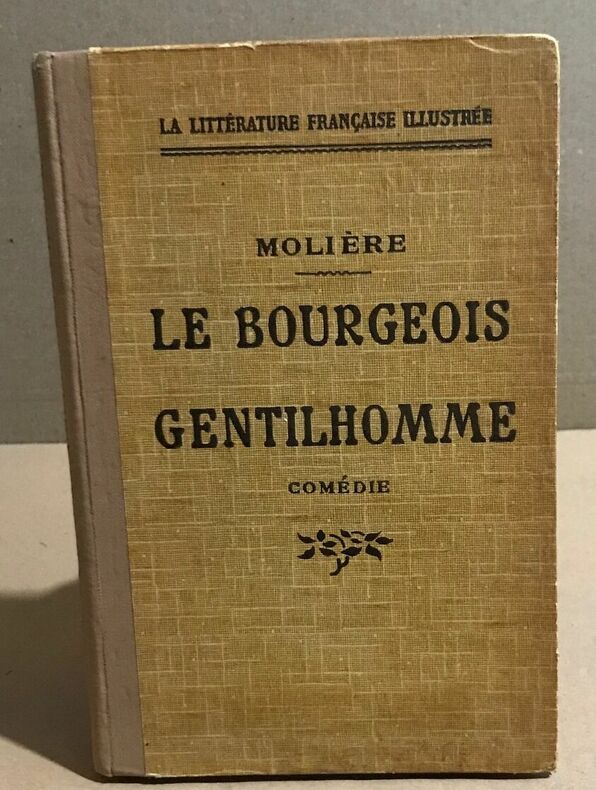 LA LITTÉRATURE FRANÇAISE ILLUSTRÉE
MOLIÈRE
LE BOURGEOIS
GENTILHOMME
COMÉDIE